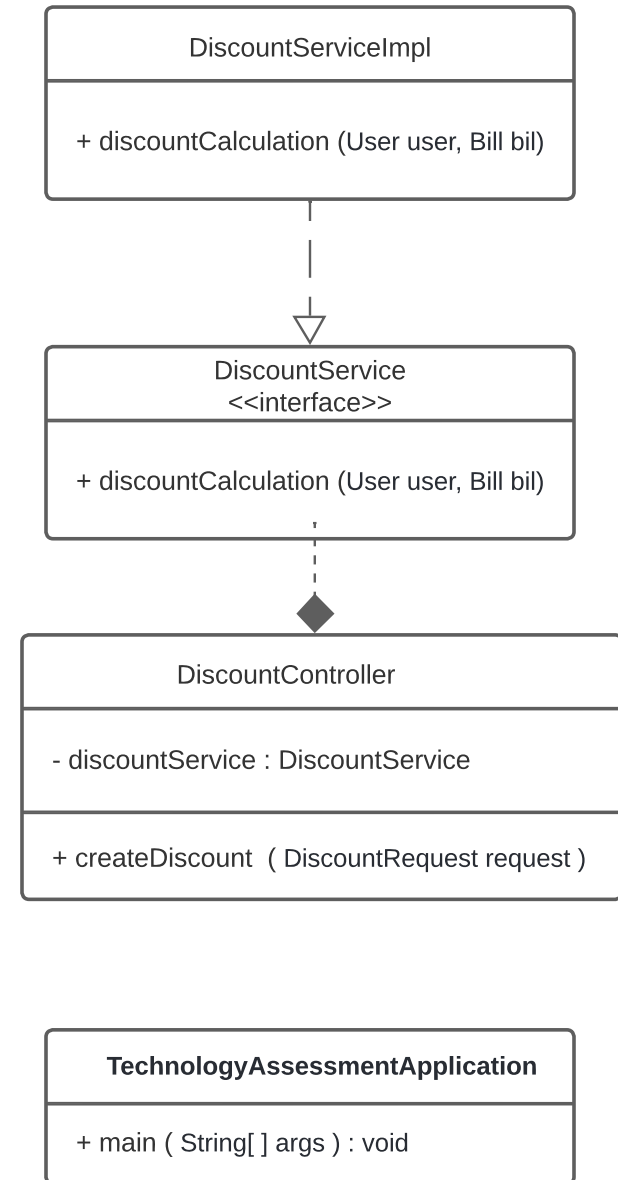 DiscountServiceImpl
+ discountCalculation (User user, Bill bil)
DiscountService
<<interface>>
+ discountCalculation (User user, Bill bil)
DiscountController
- discountService : DiscountService
+ createDiscount  ( DiscountRequest request )
TechnologyAssessmentApplication
+ main ( String[ ] args ) : void